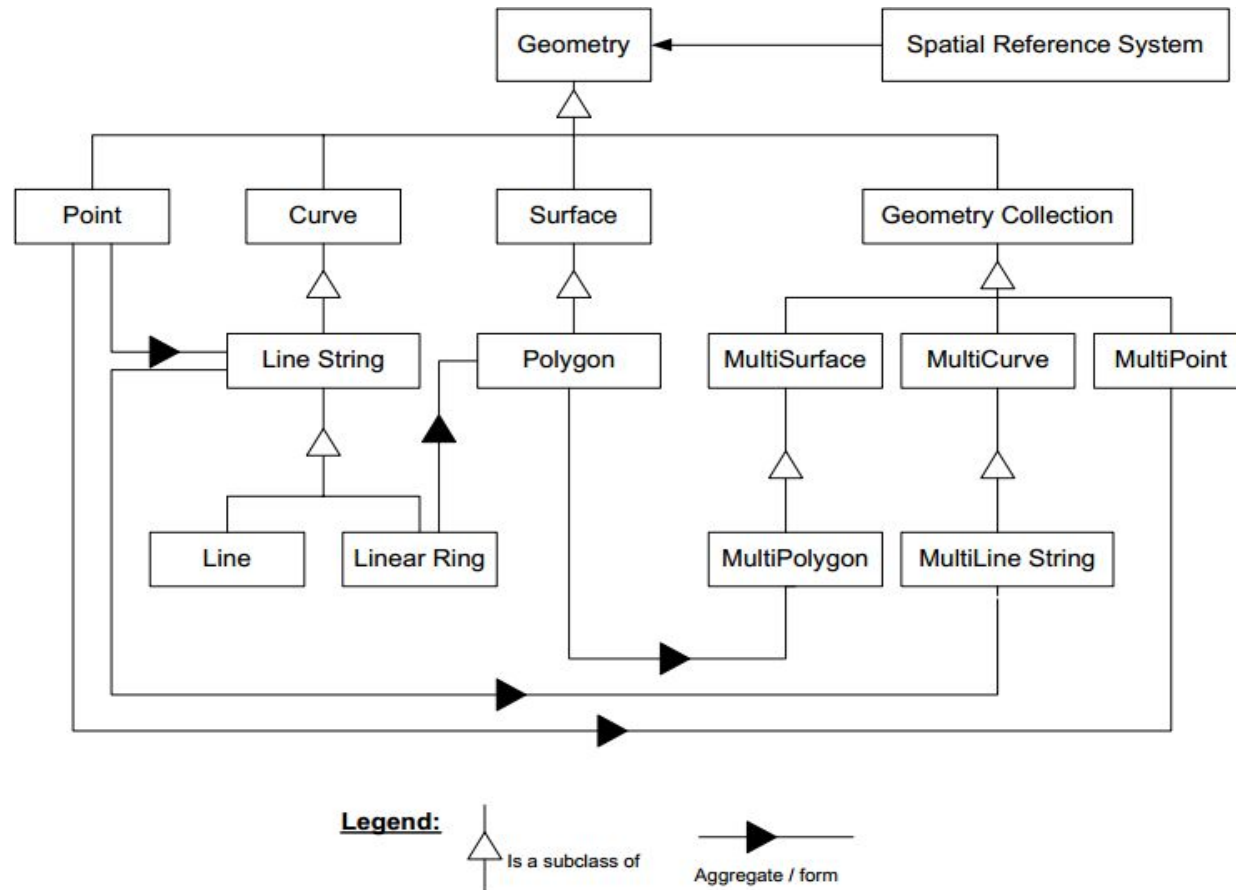 Geometry
Spatial Reference System
Point
Curve
Surface
Geometry Collection
Line String
Polygon
MultiSurface
MultiCurve
MultiPoint
Line
Linear Ring
MultiPolygon
MultiLine String
Legend:
Is a subclass of
Aggregate / form